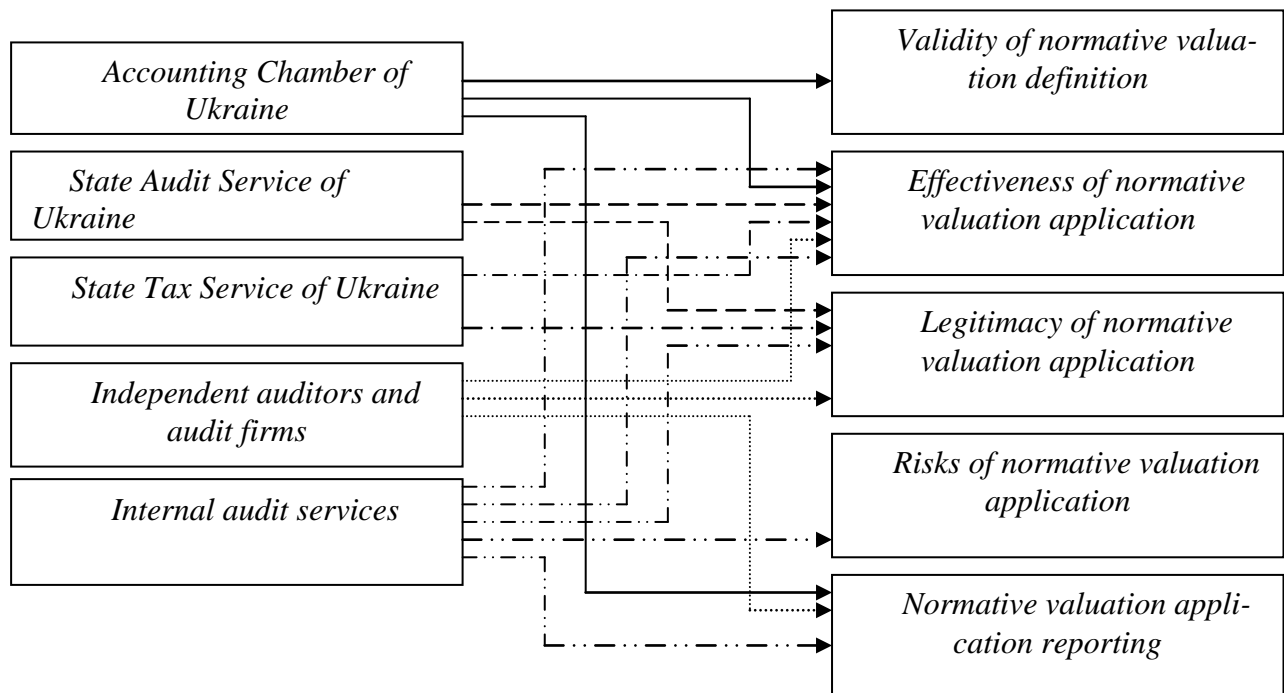 Accounting Chamber of
Ukraine
State Audit Service of
Ukraine
State Tax Service of Ukraine
Independent auditors and
audit firms
Internal audit services
Validity of normative valua-
tion definition
Effectiveness of normative
valuation application
Legitimacy of normative
valuation application
Risks of normative valuation
application
Normative valuation appli-
cation reporting